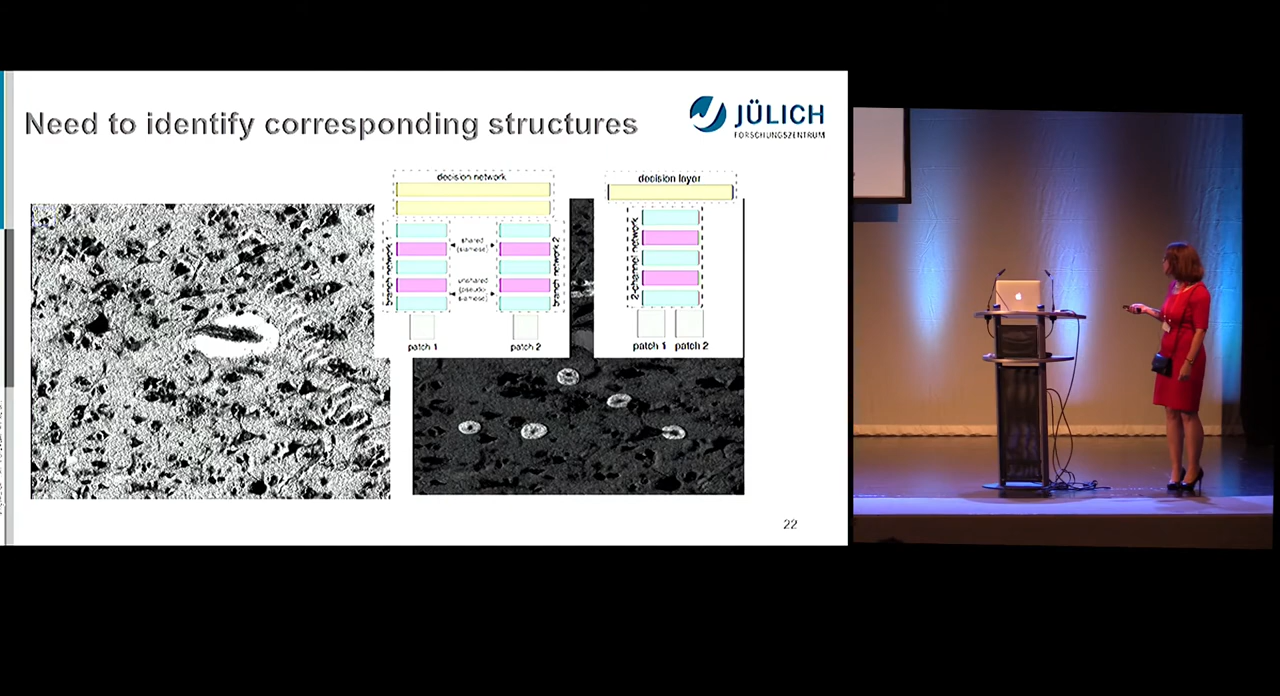 Need to identify corresponding structures
JÜLICH
FORSCHUNGSZENTRUM
decision network
branch network 1
shared
(siamese)
unshared
(pseudo-
siamese)
branch network 2
patch 1
patch 2
decision layer
2-channel network
patch 1 patch 2
22